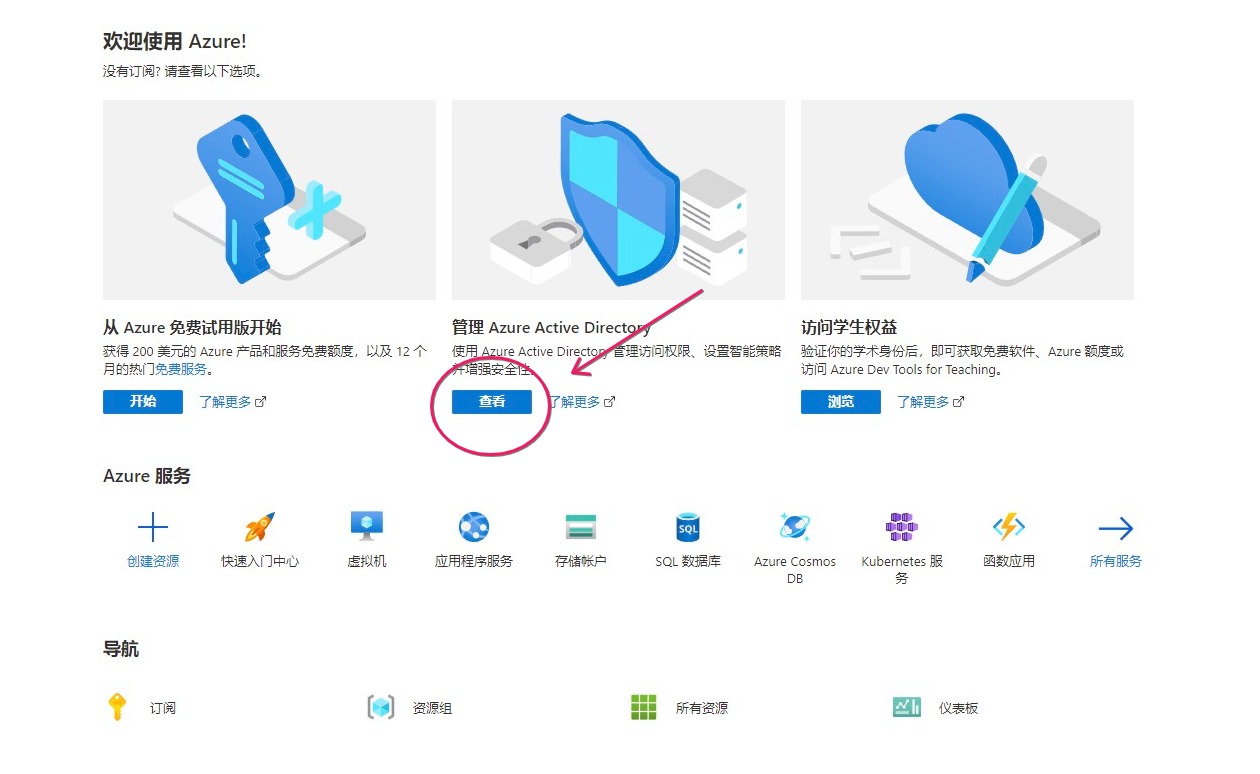 欢迎使用 Azure!
没有订阅? 请查看以下选项。
从 Azure 免费试用版开始
获得 200 美元的 Azure 产品和服务免费额度，以及 12 个
月的热门免费服务。
开始 了解更多
管理 Azure Active Directory
使用 Azure Active Directory 管理访问权限、设置智能策略
并增强安全性。
查看 了解更多
访问学生权益
验证你的学术身份后，即可获取免费软件、Azure 额度或
访问 Azure Dev Tools for Teaching。
浏览 了解更多
Azure 服务
创建资源
快速入门中心
虚拟机
应用程序服务
存储帐户
SQL
SQL 数据库
Azure Cosmos
DB
Kubernetes 服
务
函数应用
所有服务
导航
订阅
资源组
所有资源
仪表板